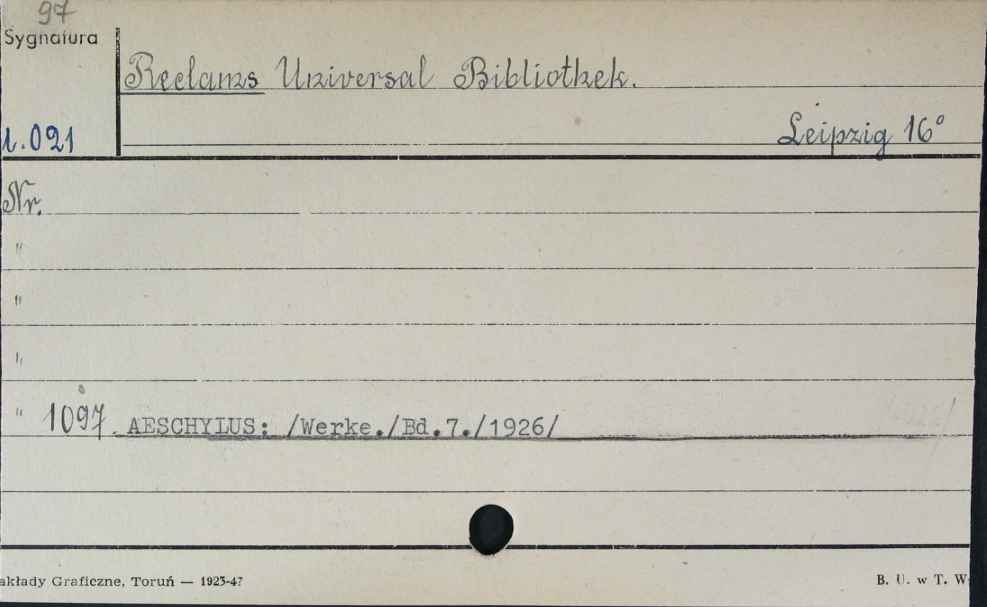 97
Sygnatura
Reclams Universal Bibliothek.
1.021
Leipzig 16°
Nr.
"
"
"
" 1097 AESCHYLUS: /Werke./Bd.7./1926/
akłady Graficzne, Toruń — 1923-47
B. U. w T. W